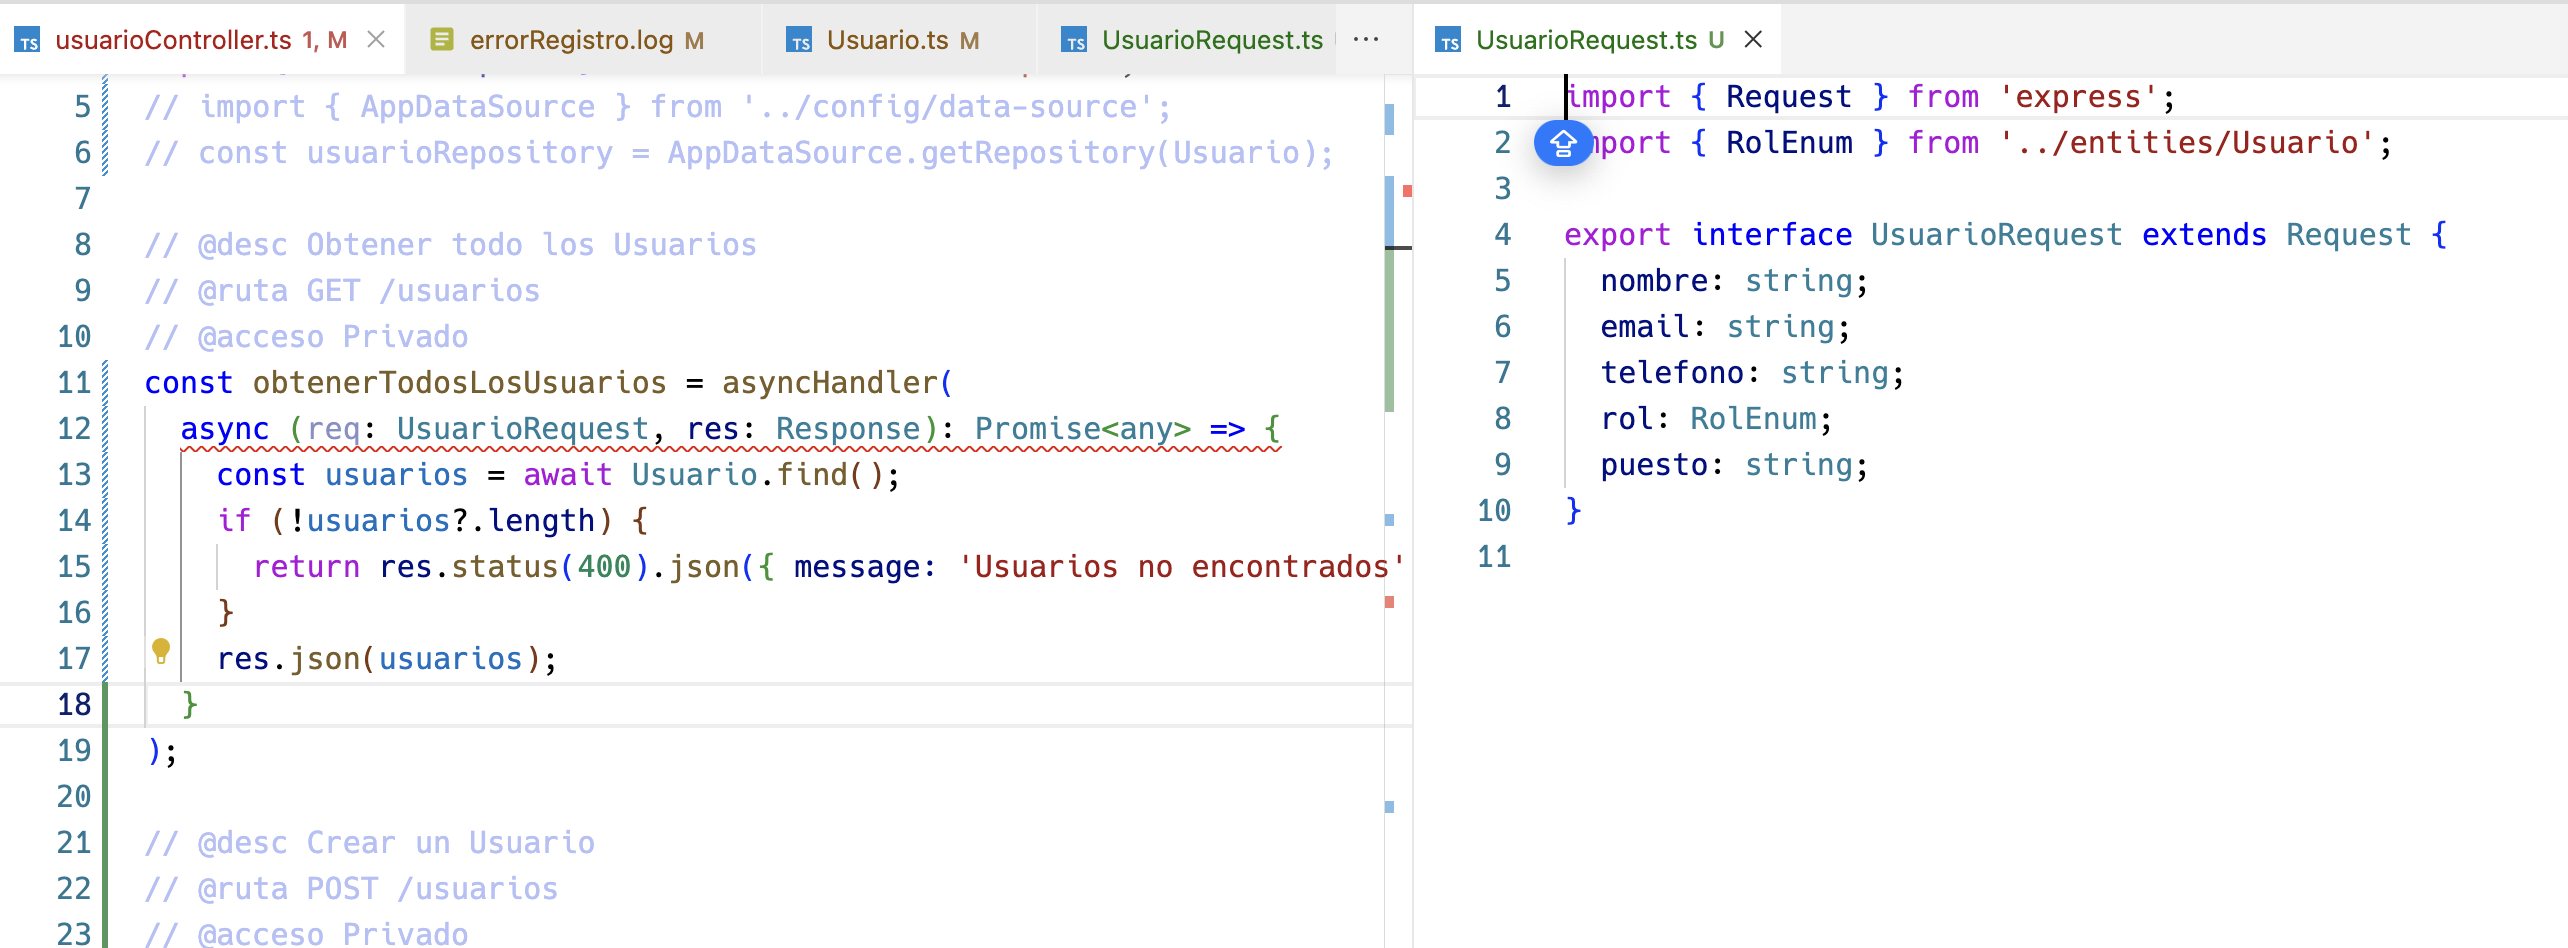 TS usuarioController.ts 1, M
errorRegistro.log M
TS Usuario.ts M
TS UsuarioRequest.ts
5 // import { AppDataSource } from '../config/data-source';
6 // const usuarioRepository = AppDataSource.getRepository(Usuario);
7
8 // @desc Obtener todo los Usuarios
9 // @ruta GET /usuarios
10 // @acceso Privado
11 const obtenerTodosLosUsuarios = asyncHandler(
12 async (req: UsuarioRequest, res: Response): Promise<any> => {
13 const usuarios = await Usuario.find();
14 if (!usuarios?.length) {
15 return res.status(400).json({ message: 'Usuarios no encontrados'
16 }
17 res.json(usuarios);
18 }
19 );
20
21 // @desc Crear un Usuario
22 // @ruta POST /usuarios
23 // @acceso Privado
TS UsuarioRequest.ts U
1 import { Request } from 'express';
2 mport { RolEnum } from '../entities/Usuario';
3
4 export interface UsuarioRequest extends Request {
5 nombre: string;
6 email: string;
7 telefono: string;
8 rol: RolEnum;
9 puesto: string;
10 }
11